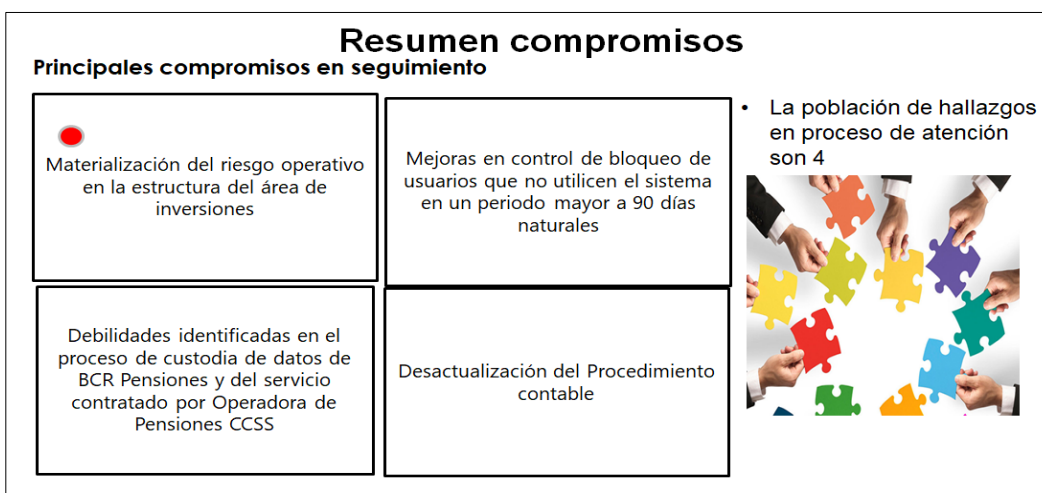 Resumen compromisos
Principales compromisos en seguimiento
Materialización del riesgo operativo
en la estructura del área de
inversiones
Mejoras en control de bloqueo de
usuarios que no utilicen el sistema
en un periodo mayor a 90 días
naturales
Debilidades identificadas en el
proceso de custodia de datos de
BCR Pensiones y del servicio
contratado por Operadora de
Pensiones CCSS
Desactualización del Procedimiento
contable
• La población de hallazgos
en proceso de atención
son 4